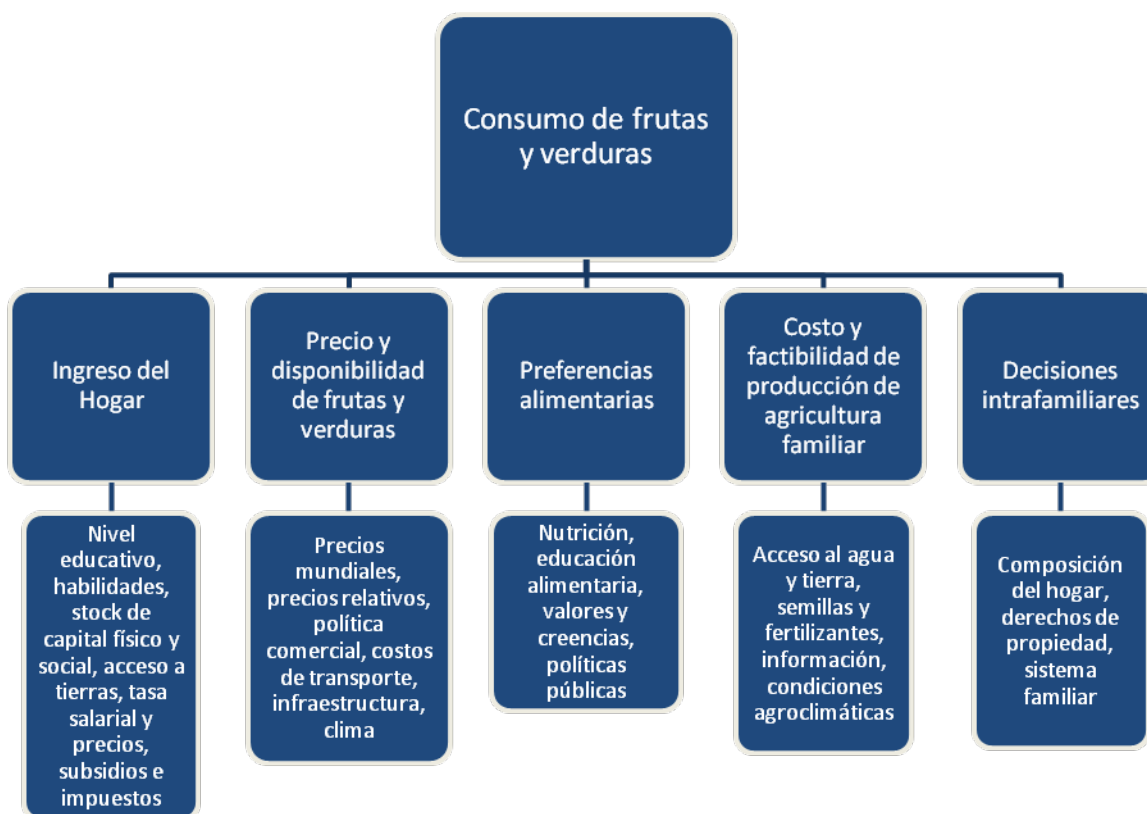 Consumo de frutas
y verduras
Ingreso del
Hogar
Precio y
disponibilidad
de frutas y
verduras
Preferencias
alimentarias
Costo y
factibilidad de
producción de
agricultura
familiar
Decisiones
intrafamiliares
Nivel
educativo,
habilidades,
stock de
capital físico y
social, acceso a
tierras, tasa
salarial y
precios,
subsidios e
impuestos
Precios
mundiales,
precios relativos,
política
comercial, costos
de transporte,
infraestructura,
clima
Nutrición,
educación
alimentaria,
valores y
creencias,
políticas
públicas
Acceso al agua
y tierra,
semillas y
fertilizantes,
información,
condiciones
agroclimáticas
Composición
del hogar,
derechos de
propiedad,
sistema
familiar